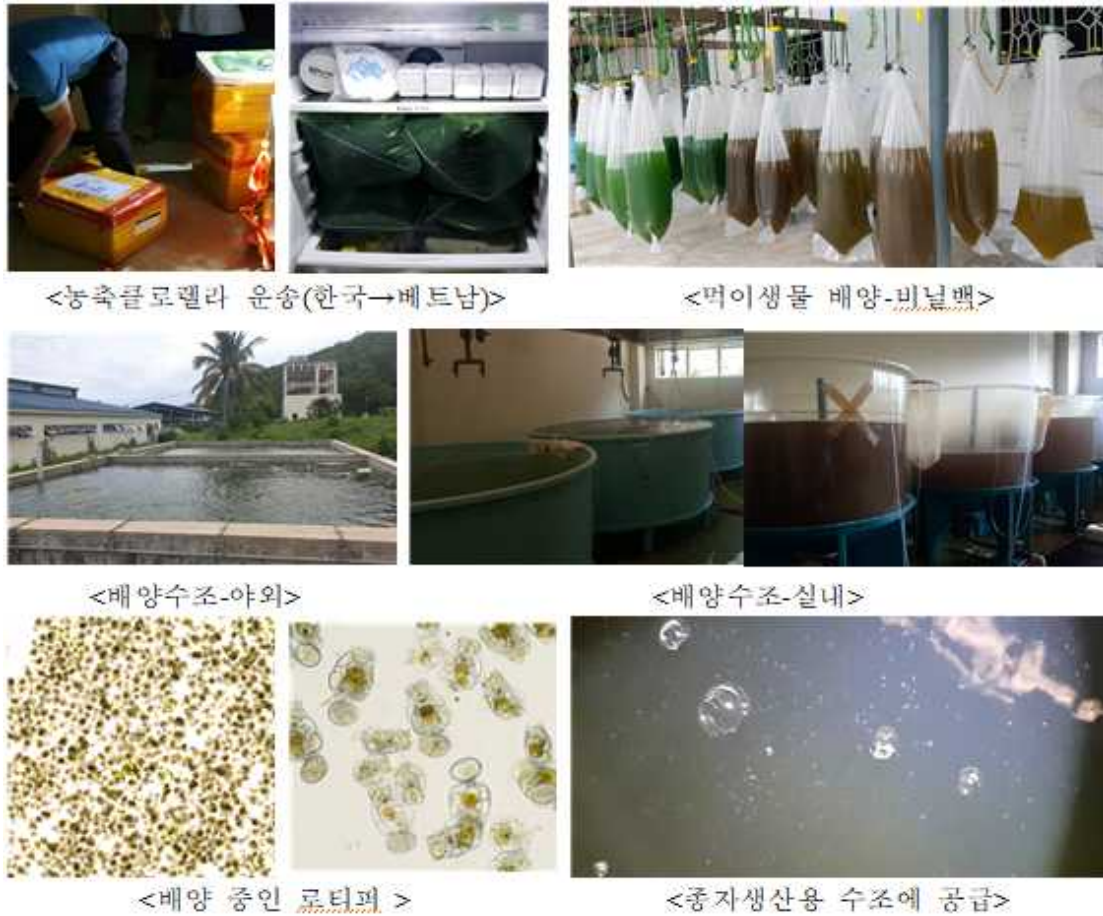 <농축클로렐라 운송(한국→베트남)>
<먹이생물 배양-비닐백>
<배양수조-야외>
<배양수조-실내>
<배양 중인 로티퍼 >
<종자생산용 수조에 공급>